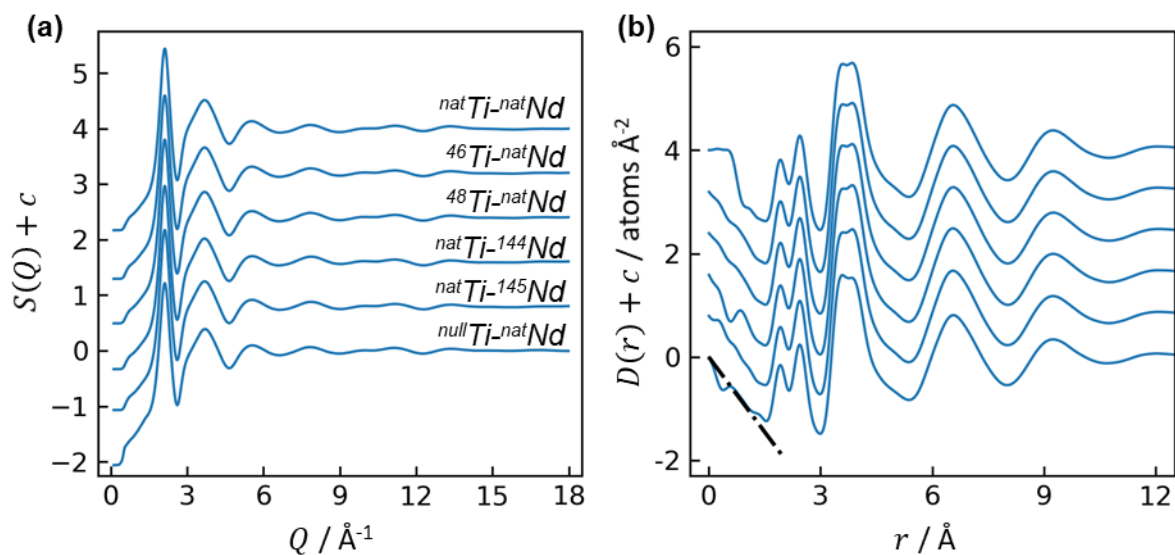 (a)
5
4
3
2
1
0
−1
−2
S(Q) + c
natTi-natNd
46Ti-natNd
48Ti-natNd
natTi-144Nd
natTi-145Nd
nullTi-natNd
0 3 6 9 12 15 18
Q / Å-1
(b)
6
4
2
0
-2
D(r) + c / atoms Å-2
0 3 6 9 12
r / Å